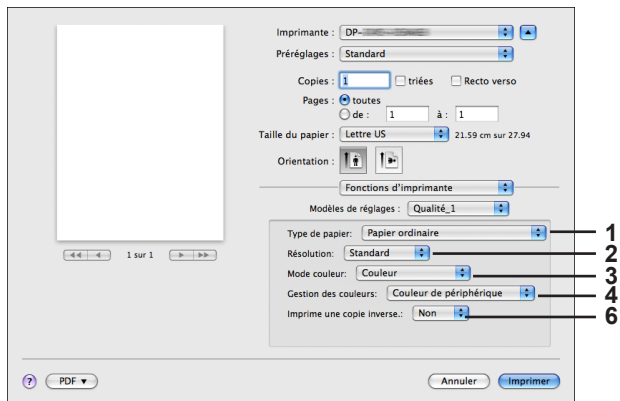 Imprimante : DP-
Préréglages : Standard
Copies : 1 triées Recto verso
Pages : toutes
de : 1 à : 1
Taille du papier : Lettre US 21.59 cm sur 27.94
Orientation :
Fonctions d'imprimante
Modèles de réglages : Qualité_1
Type de papier: Papier ordinaire 1
Résolution: Standard 2
Mode couleur: Couleur 3
Gestion des couleurs: Couleur de périphérique 4
Imprime une copie inverse.: Non 6
1 sur 1
? PDF ▼ Annuler Imprimer